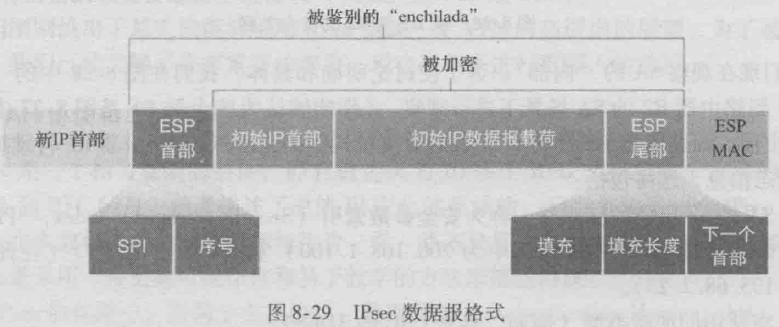 被鉴别的“enchilada”
被加密
新IP首部 ESP首部 初始IP首部 初始IP数据报载荷 ESP尾部 ESP MAC
SPI 序号 填充 填充长度 下一个首部
图 8-29 IPsec 数据报格式